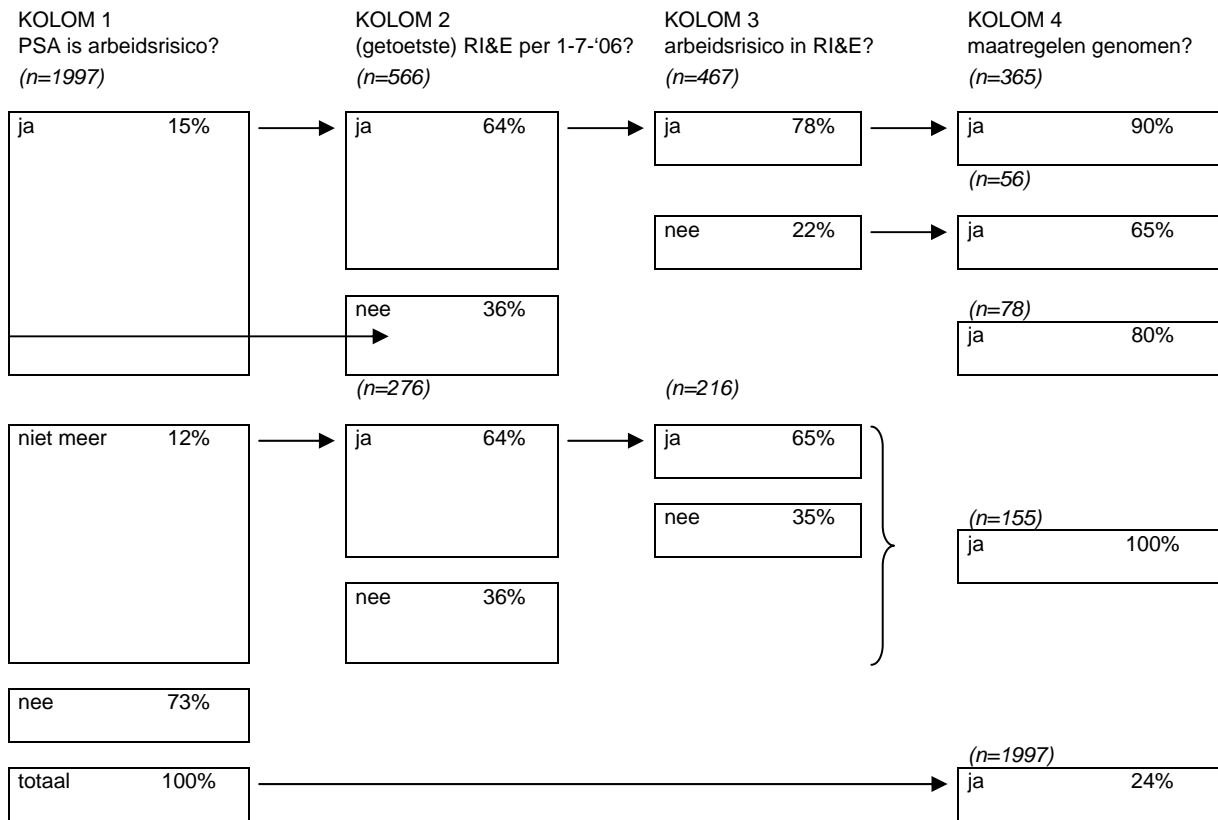 KOLOM 1 KOLOM 2 KOLOM 3 KOLOM 4
PSA is arbeidsrisico? (getoetste) RI&E per 1-7-‘06? arbeidsrisico in RI&E? maatregelen genomen?
(n=1997) (n=566) (n=467) (n=365)
ja 15% ja 64% ja 78% ja 90%
(n=56)
nee 22% ja 65%
nee 36% (n=78)
ja 80%
(n=276) (n=216)
niet meer 12% ja 64% ja 65%
nee 35% (n=155)
ja 100%
nee 36%
nee 73%
(n=1997)
totaal 100% ja 24%